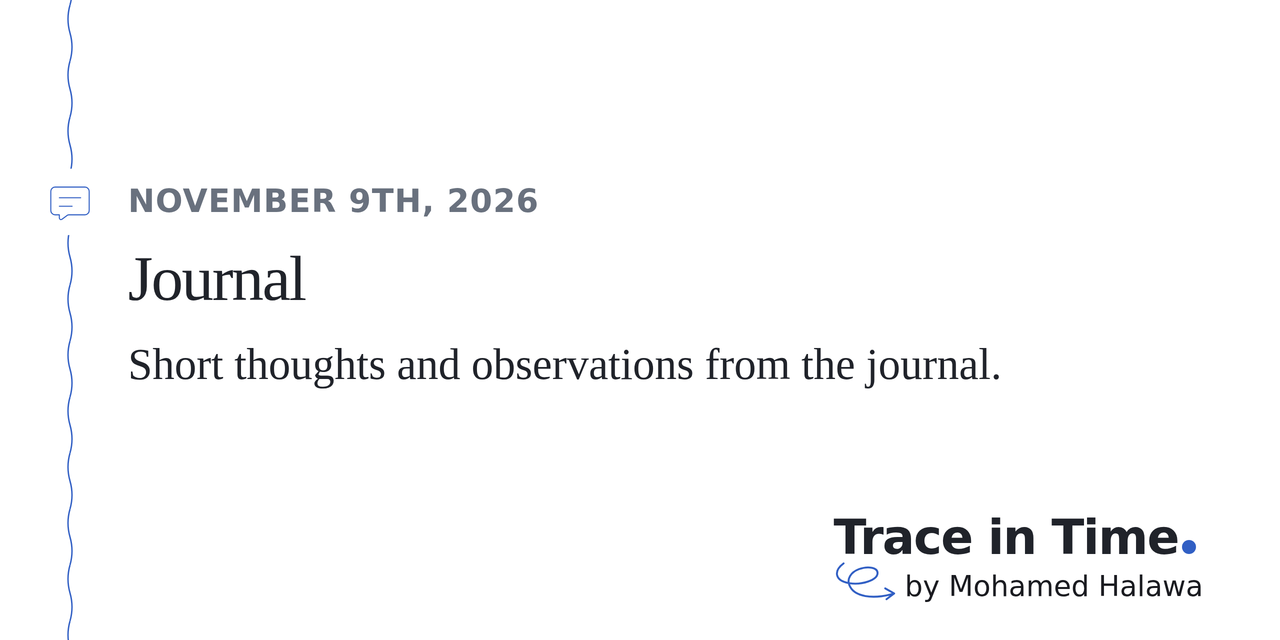 NOVEMBER 9TH, 2026
Journal
Short thoughts and observations from the journal.
Trace in Time.
by Mohamed Halawa